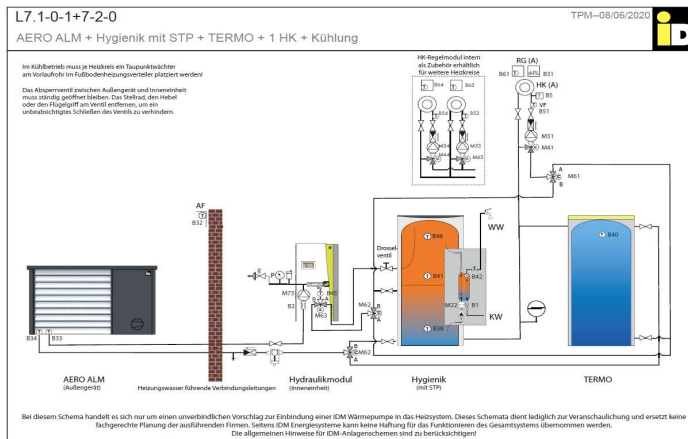 L7.1-0-1+7-2-0
TPM--08/06/2020
iD
AERO ALM + Hygienik mit STP + TERMO + 1 HK + Kühlung
Im Kühlbetrieb muss je Heizkreis ein Taupunktwächter
am Vorlaufrohr im Fußbodenheizungsverteiler platziert werden!
Das Absperrventil zwischen Außengerät und Inneneinheit
muss ständig geöffnet bleiben. Das Stellrad, den Hebel
oder den Flügelgriff am Ventil entfernen, um ein
unbeabsichtigtes Schließen des Ventils zu verhindern.
HK-Regelmodul intern
als Zubehör erhältlich
für weitere Heizkreise
B64
B63
B54
B53
M34
M33
M44
M43
RG (A)
B61
B31
HK (A)
B5
VF
B51
M31
M41
A
B
M61
AF
B32
WW
Drossel-
ventil
B48
B41
B42
M22
B1
KW
B38
B40
P
M73
B2
B45
B
A
M63
M62
B
A
B
A
M62
B34
B33
AERO ALM
(Außengerät)
Heizungswasser führende Verbindungsleitungen
Hydraulikmodul
(Inneneinheit)
Hygienik
(mit STP)
TERMO
Bei diesem Schema handelt es sich nur um einen unverbindlichen Vorschlag zur Einbindung einer IDM Wärmepumpe in das Heizsystem. Dieses Schemata dient lediglich zur Veranschaulichung und ersetzt keine
fachgerechte Planung der ausführenden Firmen. Seitens IDM Energiesysteme kann keine Haftung für das Funktionieren des Gesamtsystems übernommen werden.
Die allgemeinen Hinweise für IDM-Anlagenschemen sind zu berücksichtigen!